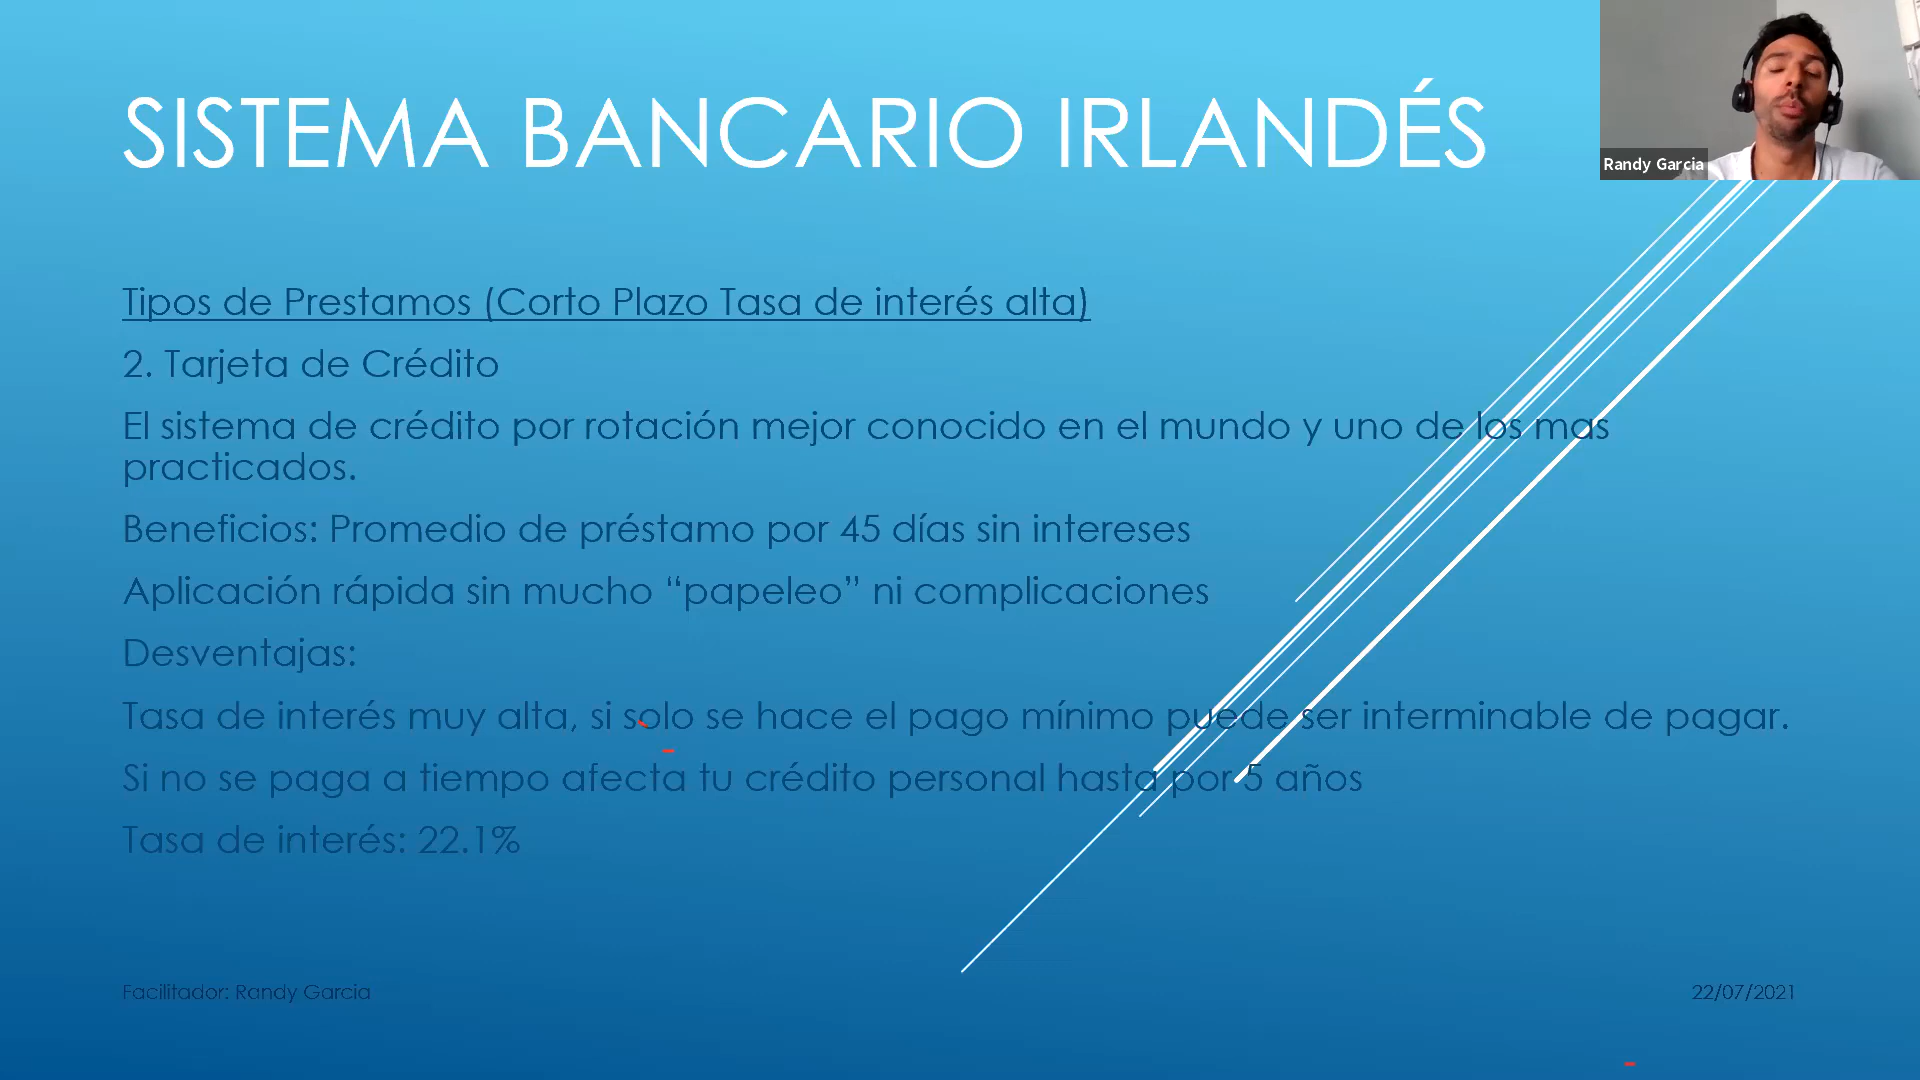 SISTEMA BANCARIO IRLANDÉS
Randy Garcia
Tipos de Prestamos (Corto Plazo Tasa de interés alta)
2. Tarjeta de Crédito
El sistema de crédito por rotación mejor conocido en el mundo y uno de los mas
practicados.
Beneficios: Promedio de préstamo por 45 días sin intereses
Aplicación rápida sin mucho “papeleo” ni complicaciones
Desventajas:
Tasa de interés muy alta, si solo se hace el pago mínimo puede ser interminable de pagar.
Si no se paga a tiempo afecta tu crédito personal hasta por 5 años
Tasa de interés: 22.1%
Facilitador: Randy Garcia
22/07/2021